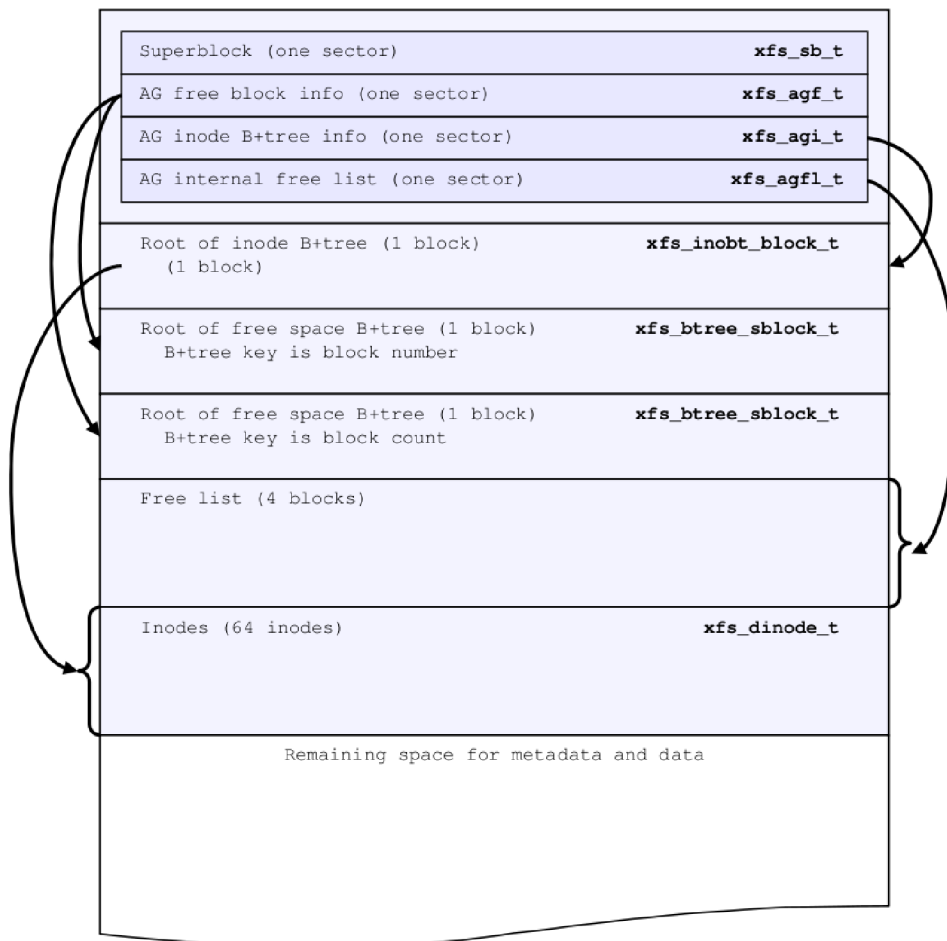 Superblock (one sector) xfs_sb_t
AG free block info (one sector) xfs_agf_t
AG inode B+tree info (one sector) xfs_agi_t
AG internal free list (one sector) xfs_agfl_t
Root of inode B+tree (1 block) xfs_inobt_block_t
(1 block)
Root of free space B+tree (1 block) xfs_btree_sblock_t
B+tree key is block number
Root of free space B+tree (1 block) xfs_btree_sblock_t
B+tree key is block count
Free list (4 blocks)
Inodes (64 inodes) xfs_dinode_t
Remaining space for metadata and data